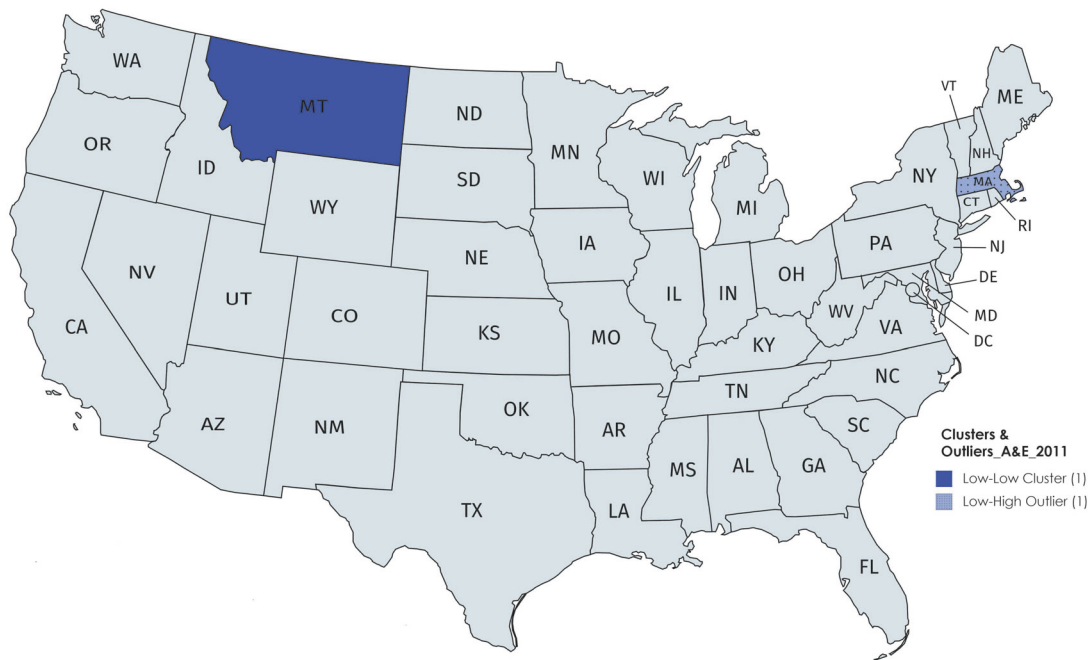 WA
MT
ND
MN
VT
ME
OR
ID
SD
WI
MI
NY
NH
MA
CT
RI
WY
NV
UT
CO
NE
IA
IL
IN
OH
PA
NJ
DE
MD
DC
CA
KS
MO
KY
WV
VA
AZ
NM
OK
AR
TN
NC
SC
TX
LA
MS
AL
GA
FL
Clusters &
Outliers_A&E_2011
Low-Low Cluster (1)
Low-High Outlier (1)